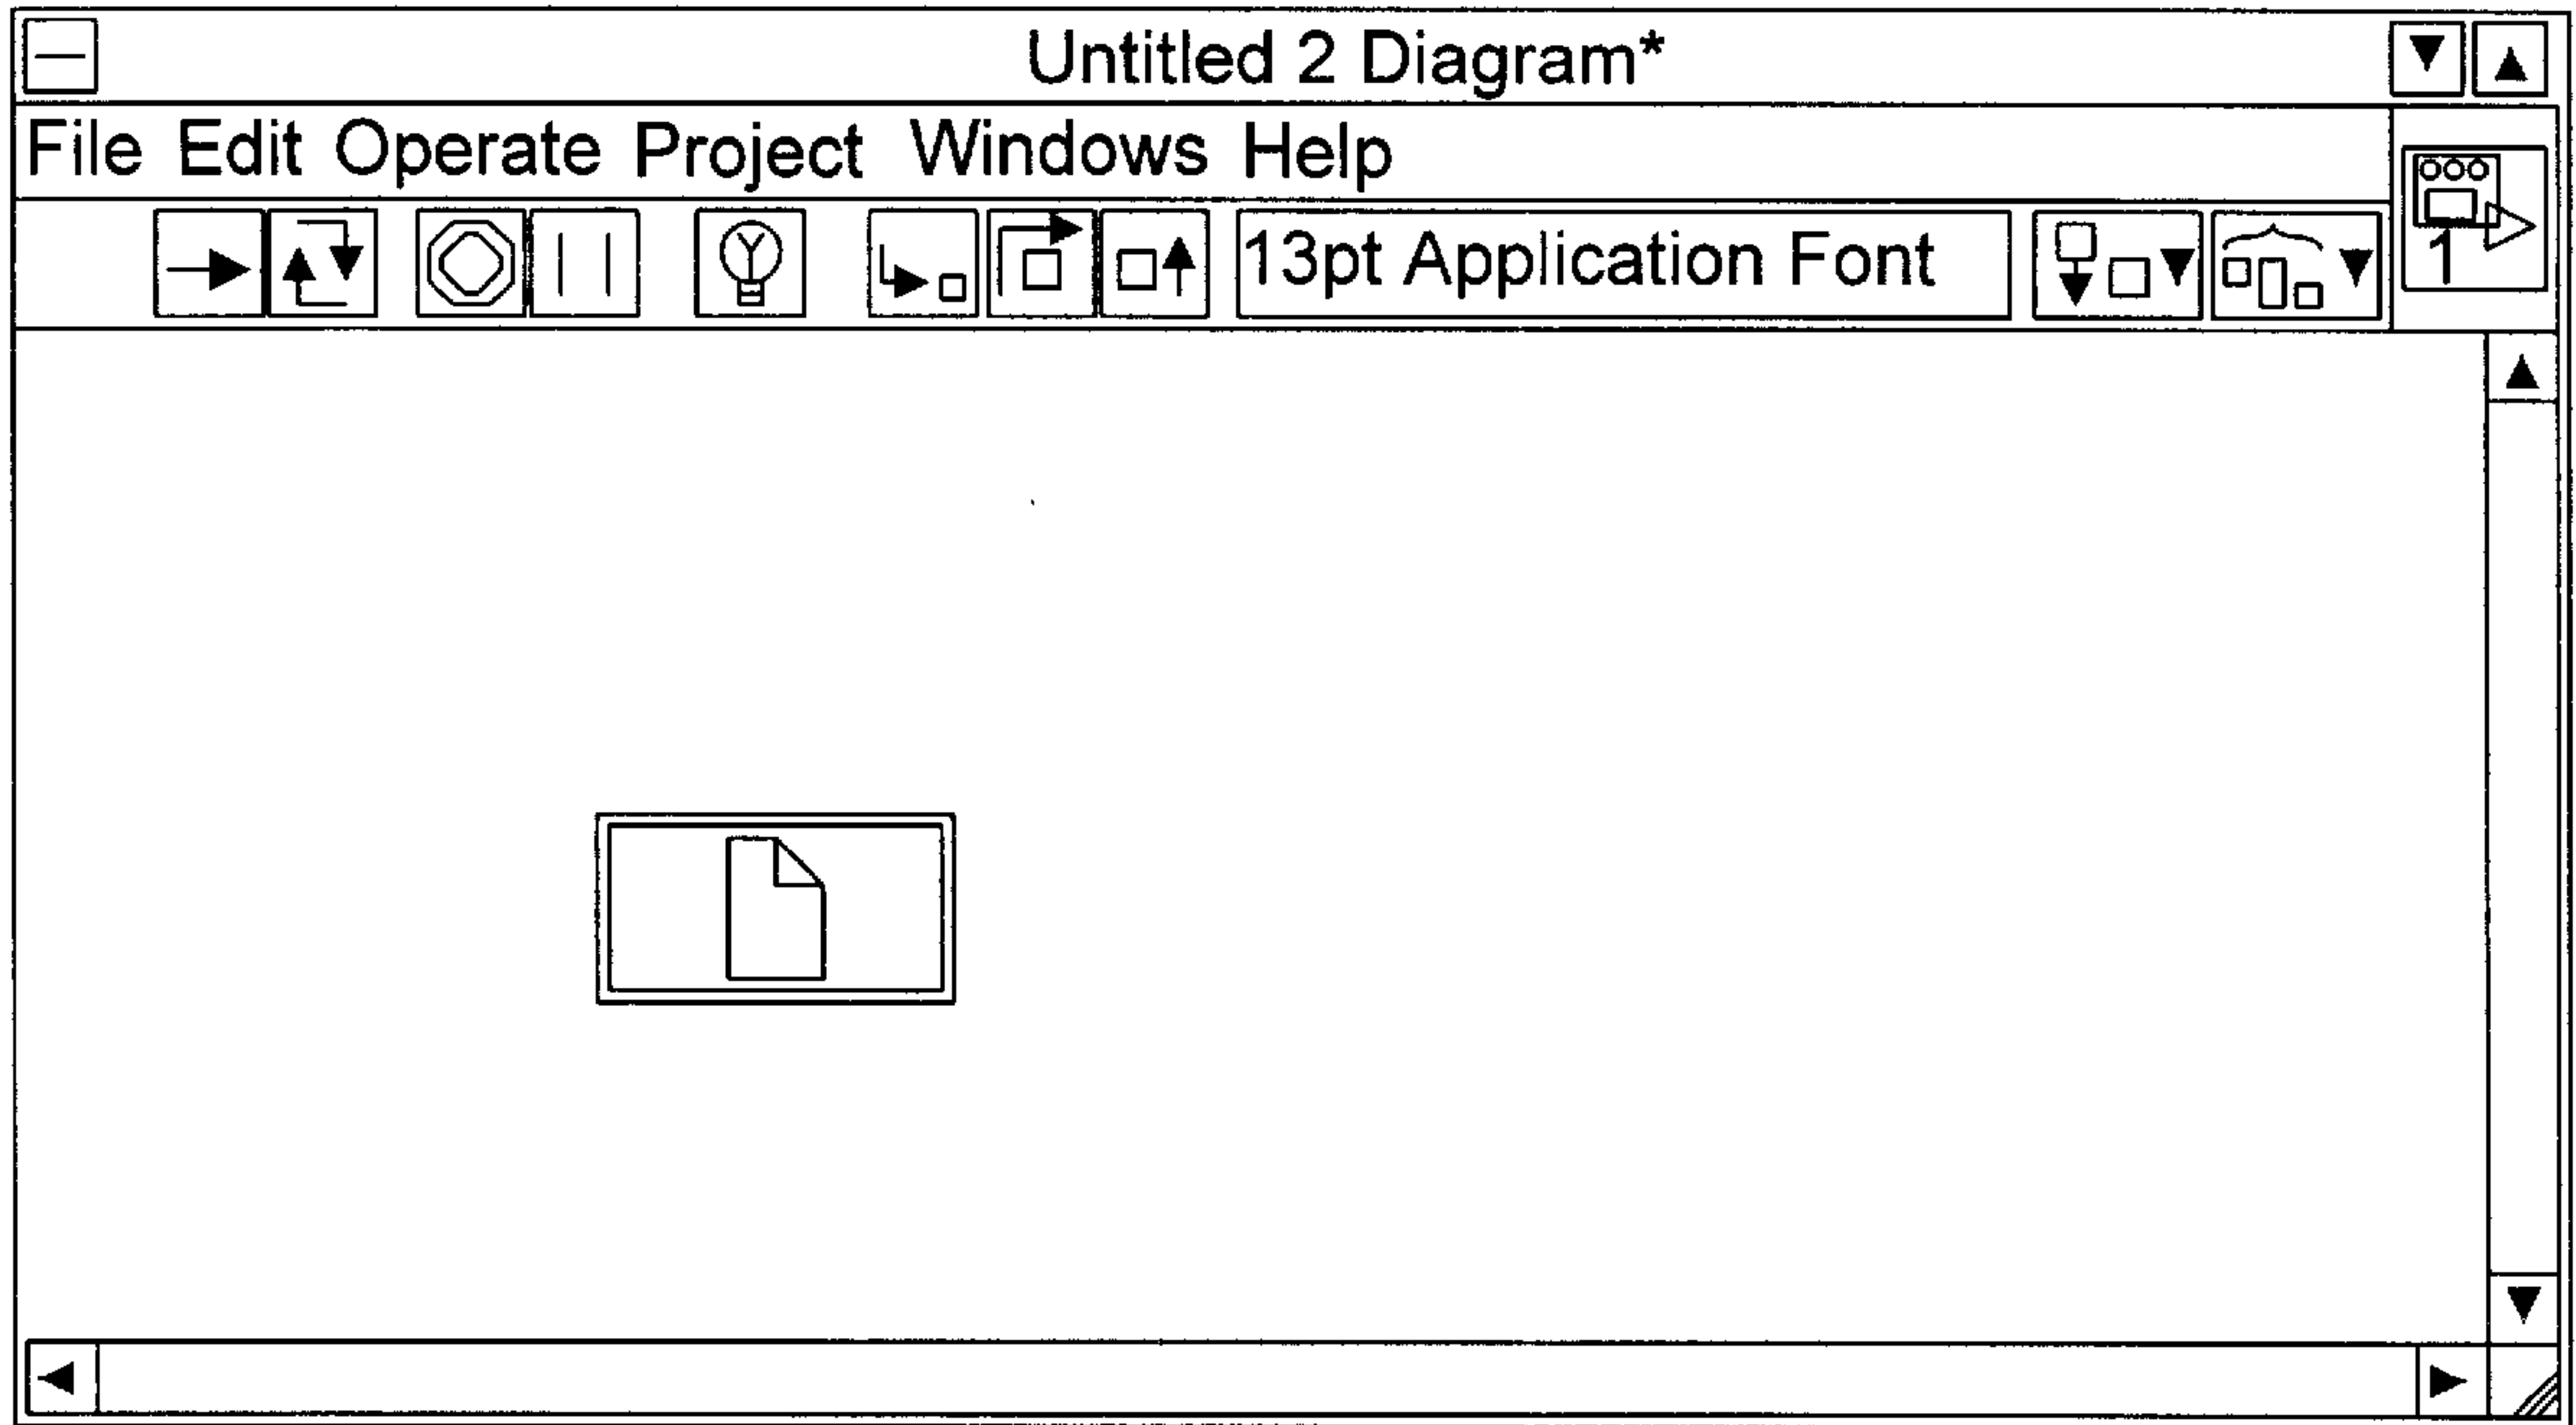 Untitled 2 Diagram*
File Edit Operate Project Windows Help
13pt Application Font
1